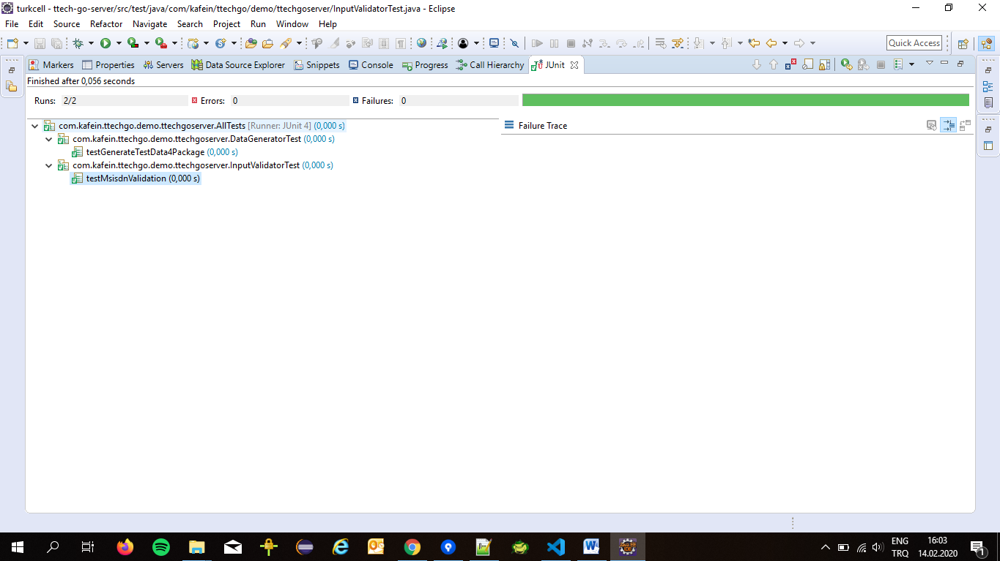 turkcell - ttech-go-server/src/test/java/com/kafein/ttechgo/demo/ttechgoserver/InputValidatorTest.java - Eclipse
File Edit Source Refactor Navigate Search Project Run Window Help
Quick Access
Markers Properties Servers Data Source Explorer Snippets Console Progress Call Hierarchy JUnit
Finished after 0,056 seconds
Runs: 2/2 Errors: 0 Failures: 0
com.kafein.ttechgo.demo.ttechgoserver.AllTests [Runner: JUnit 4] (0,000 s)
Failure Trace
com.kafein.ttechgo.demo.ttechgoserver.DataGeneratorTest (0,000 s)
testGenerateTestData4Package (0,000 s)
com.kafein.ttechgo.demo.ttechgoserver.InputValidatorTest (0,000 s)
testMsisdnValidation (0,000 s)
ENG 16:03
TRQ 14.02.2020 1